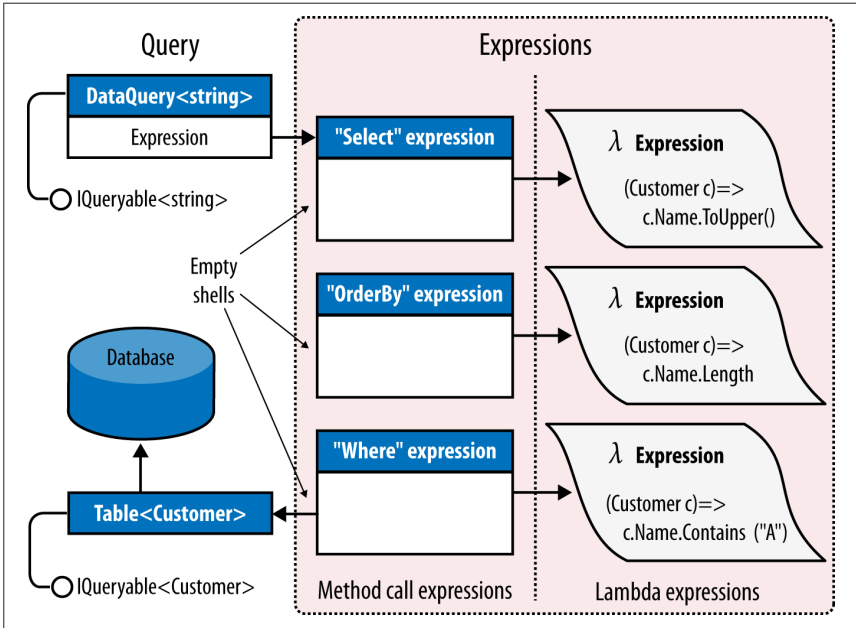 Query
Expressions
DataQuery<string>
Expression
IQueryable<string>
"Select" expression
λ Expression
(Customer c)=>
c.Name.ToUpper()
Empty
shells
"OrderBy" expression
λ Expression
(Customer c)=>
c.Name.Length
Database
"Where" expression
λ Expression
(Customer c)=>
c.Name.Contains ("A")
Table<Customer>
IQueryable<Customer>
Method call expressions
Lambda expressions